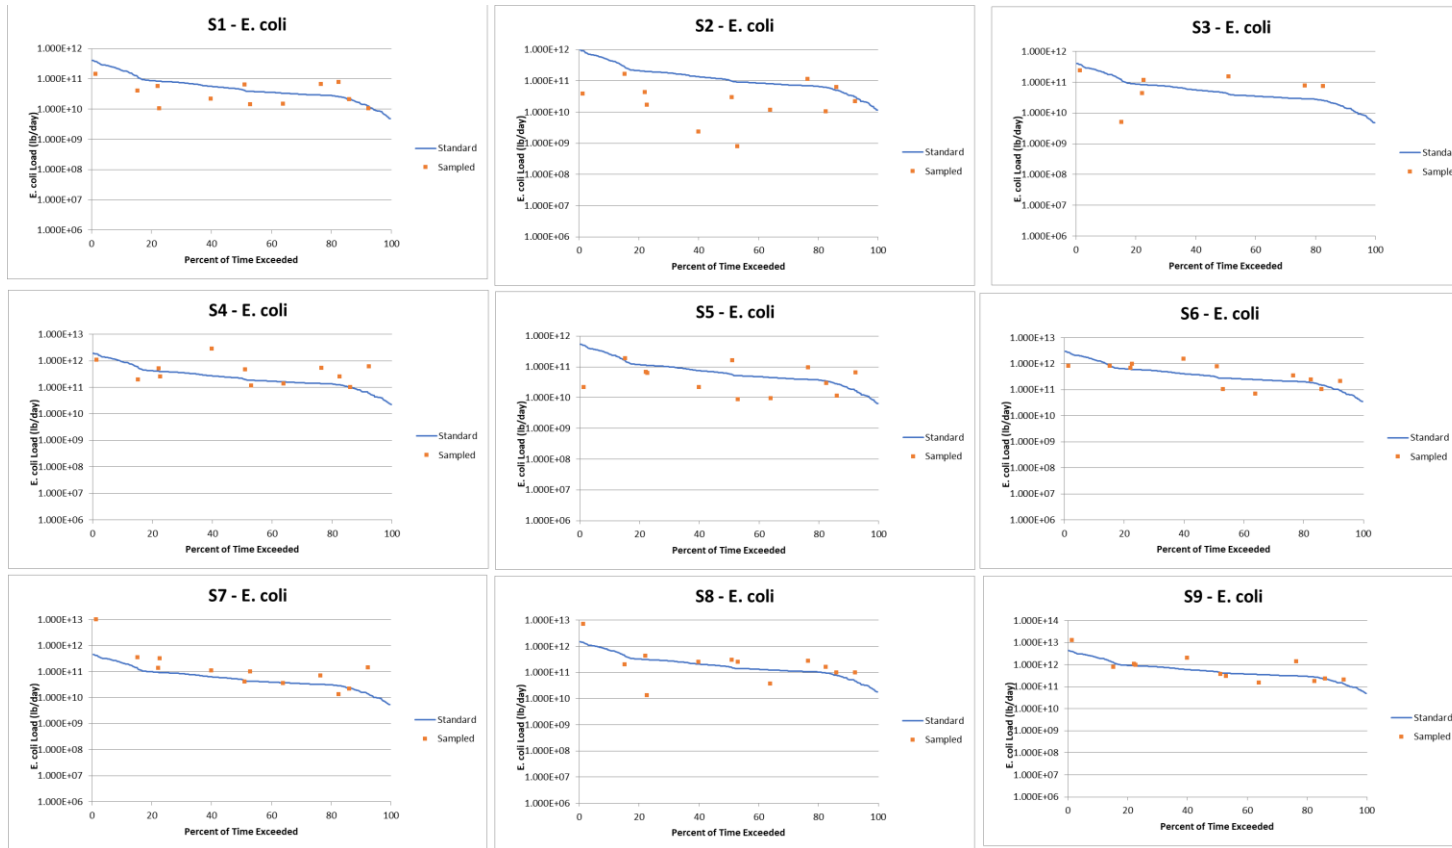 S1 - E. coli
1.000E+12
1.000E+11
1.000E+10
1.000E+09
1.000E+08
1.000E+07
1.000E+06
E. coli Load (lb/day)
0 20 40 60 80 100
Percent of Time Exceeded
Standard
Sampled
S2 - E. coli
1.000E+12
1.000E+11
1.000E+10
1.000E+09
1.000E+08
1.000E+07
1.000E+06
E. coli Load (lb/day)
0 20 40 60 80 100
Percent of Time Exceeded
Standard
Sampled
S3 - E. coli
1.000E+12
1.000E+11
1.000E+10
1.000E+09
1.000E+08
1.000E+07
1.000E+06
E. coli Load (lb/day)
0 20 40 60 80 100
Percent of Time Exceeded
Standa
Sample
S4 - E. coli
1.000E+13
1.000E+12
1.000E+11
1.000E+10
1.000E+09
1.000E+08
1.000E+07
1.000E+06
E. coli Load (lb/day)
0 20 40 60 80 100
Percent of Time Exceeded
Standard
Sampled
S5 - E. coli
1.000E+12
1.000E+11
1.000E+10
1.000E+09
1.000E+08
1.000E+07
1.000E+06
E. coli Load (lb/day)
0 20 40 60 80 100
Percent of Time Exceeded
Standard
Sampled
S6 - E. coli
1.000E+13
1.000E+12
1.000E+11
1.000E+10
1.000E+09
1.000E+08
1.000E+07
1.000E+06
E. coli Load (lb/day)
0 20 40 60 80 100
Percent of Time Exceeded
Standard
Sampled
S7 - E. coli
1.000E+13
1.000E+12
1.000E+11
1.000E+10
1.000E+09
1.000E+08
1.000E+07
1.000E+06
E. coli Load (lb/day)
0 20 40 60 80 100
Percent of Time Exceeded
Standard
Sampled
S8 - E. coli
1.000E+13
1.000E+12
1.000E+11
1.000E+10
1.000E+09
1.000E+08
1.000E+07
1.000E+06
E. coli Load (lb/day)
0 20 40 60 80 100
Percent of Time Exceeded
Standard
Sampled
S9 - E. coli
1.000E+14
1.000E+13
1.000E+12
1.000E+11
1.000E+10
1.000E+09
1.000E+08
1.000E+07
1.000E+06
E. coli Load (lb/day)
0 20 40 60 80 100
Percent of Time Exceeded
Standard
Sampled